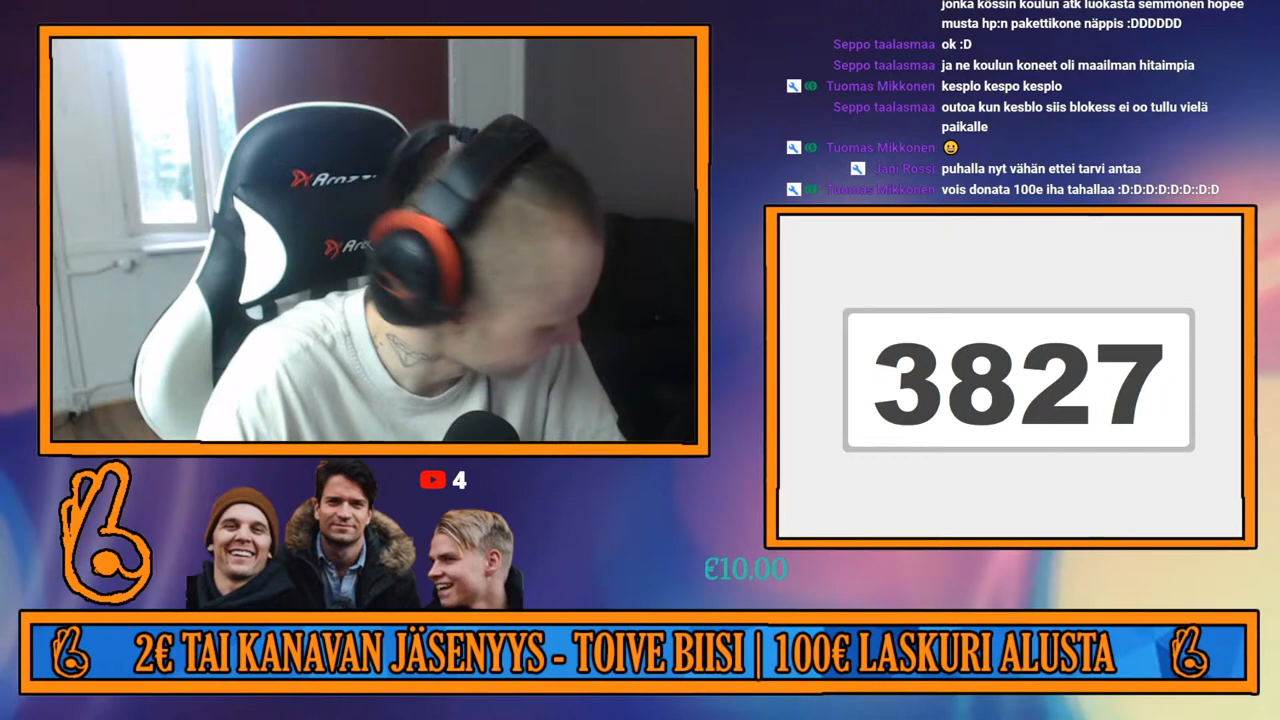 jonka kössin koulun atk luokasta semmonen hopee
musta hp:n pakettikone näppis :DDDDDD
Seppo taalasmaa ok :D
Seppo taalasmaa ja ne koulun koneet oli maailman hitaimpia
Tuomas Mikkonen kesplo kespo kesplo
Seppo taalasmaa outoa kun kesblo siis blokess ei oo tullu vielä
paikalle
Tuomas Mikkonen 😀
Jani Rossi puhalla nyt vähän ettei tarvi antaa
Tuomas Mikkonen vois donata 100e iha tahallaa :D:D:D:D:D:D::D:D
Arozzi
3827
4
€10.00
2€ TAI KANAVAN JÄSENYYS - TOIVE BIISI | 100€ LASKURI ALUSTA